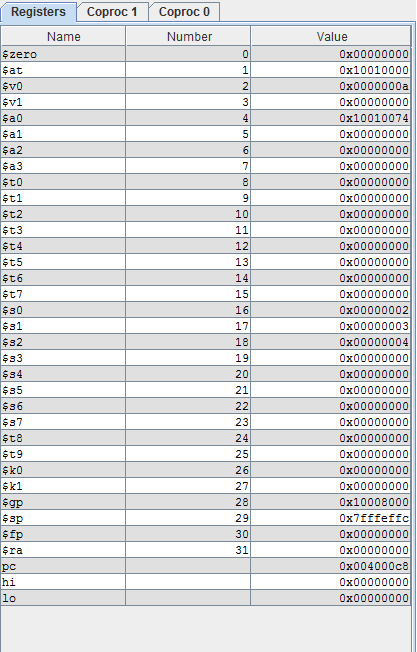 Registers Coproc 1 Coproc 0
Name Number Value
$zero 0 0x00000000
$at 1 0x10010000
$v0 2 0x0000000a
$v1 3 0x00000000
$a0 4 0x10010074
$a1 5 0x00000000
$a2 6 0x00000000
$a3 7 0x00000000
$t0 8 0x00000000
$t1 9 0x00000000
$t2 10 0x00000000
$t3 11 0x00000000
$t4 12 0x00000000
$t5 13 0x00000000
$t6 14 0x00000000
$t7 15 0x00000000
$s0 16 0x00000002
$s1 17 0x00000003
$s2 18 0x00000004
$s3 19 0x00000000
$s4 20 0x00000000
$s5 21 0x00000000
$s6 22 0x00000000
$s7 23 0x00000000
$t8 24 0x00000000
$t9 25 0x00000000
$k0 26 0x00000000
$k1 27 0x00000000
$gp 28 0x10008000
$sp 29 0x7fffeffc
$fp 30 0x00000000
$ra 31 0x00000000
pc 0x004000c8
hi 0x00000000
lo 0x00000000